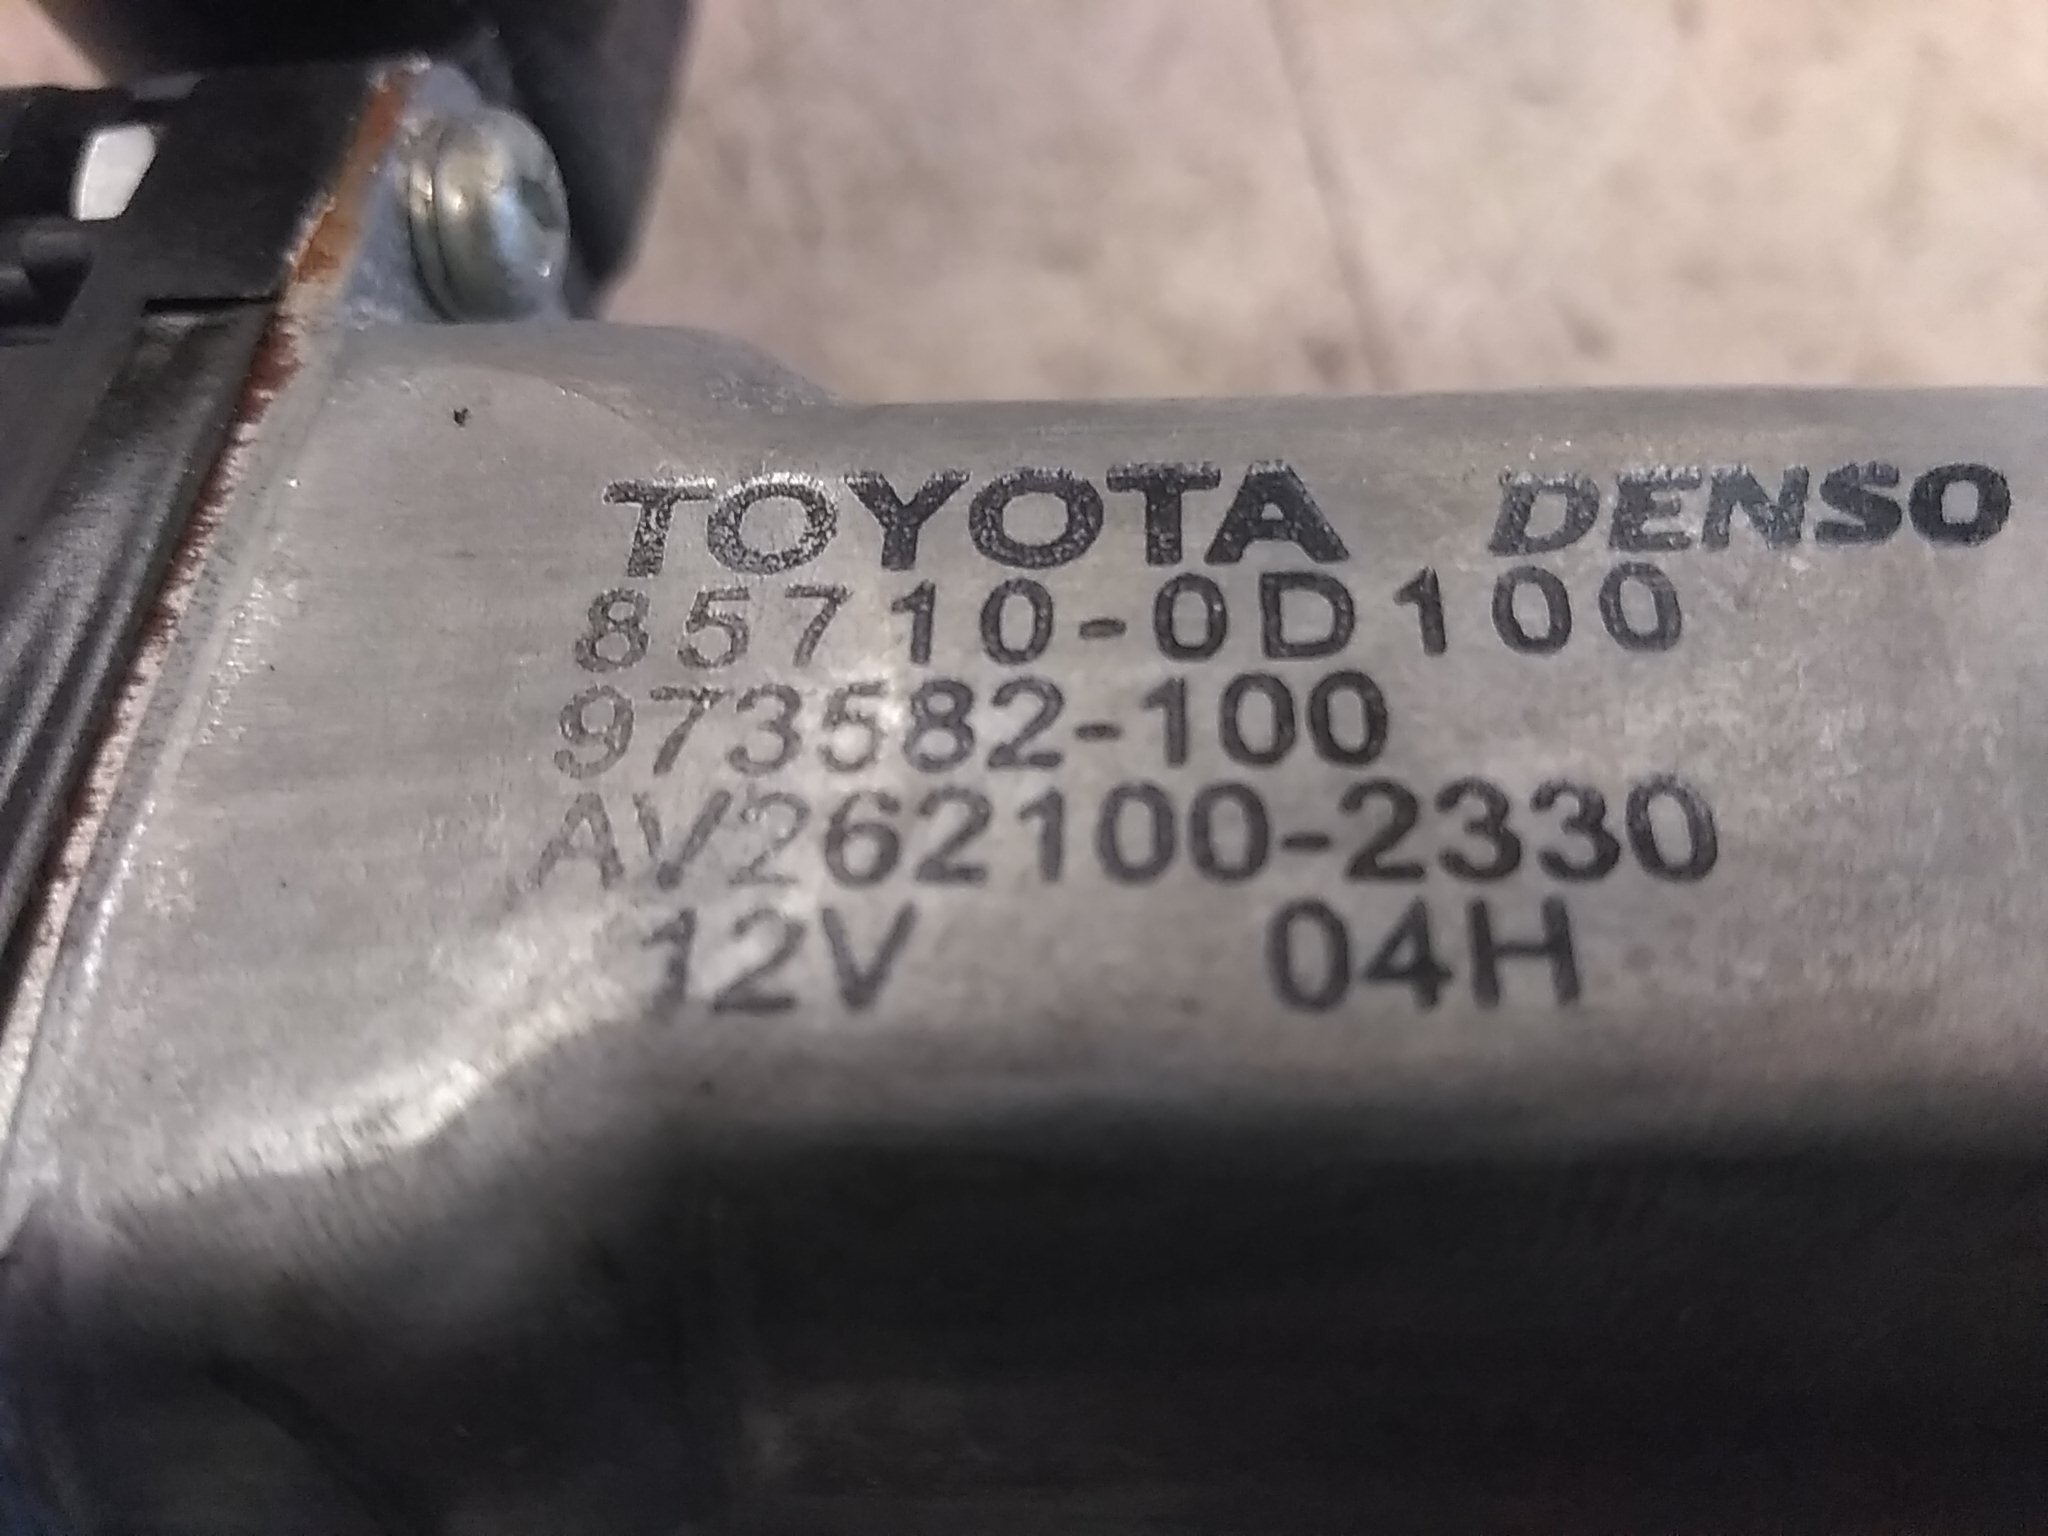 TOYOTA DENSO
85710-0D100
973582-100
AV262100-2330
12V 04H